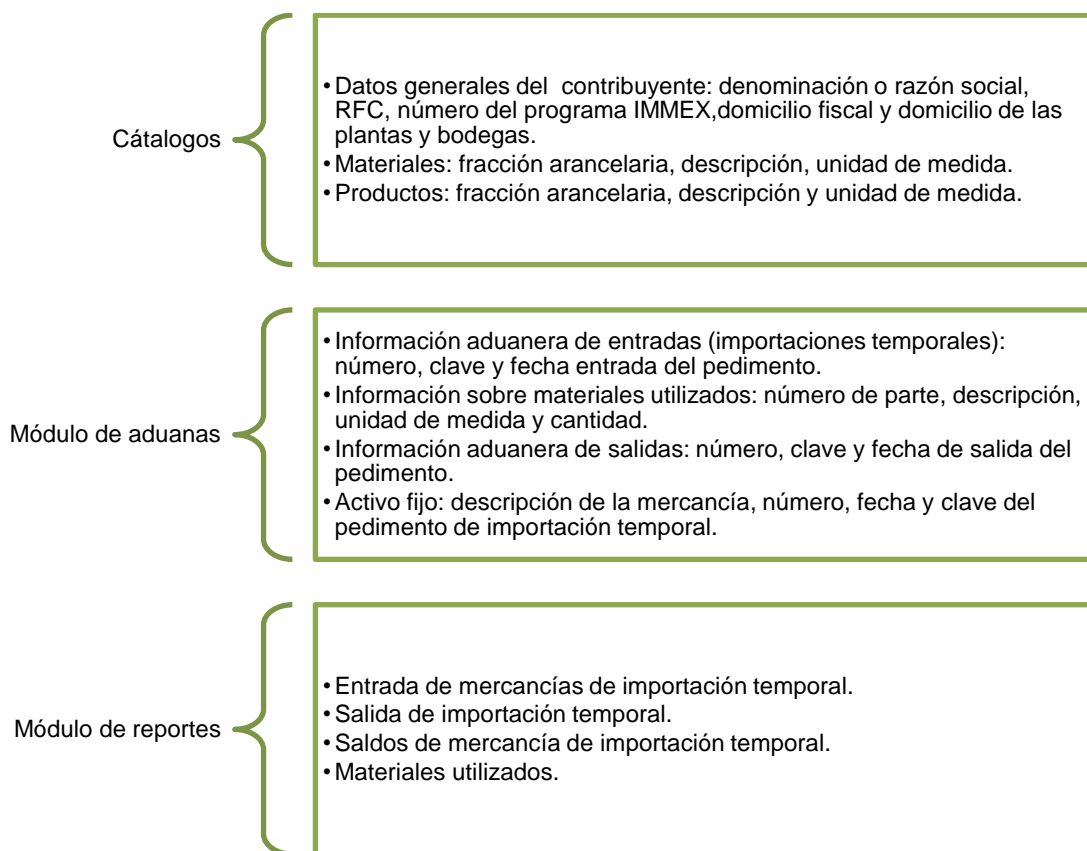 Cátalogos
•Datos generales del  contribuyente: denominación o razón social,
RFC, número del programa IMMEX,domicilio fiscal y domicilio de las
plantas y bodegas.
•Materiales: fracción arancelaria, descripción, unidad de medida.
•Productos: fracción arancelaria, descripción y unidad de medida.
Módulo de aduanas
•Información aduanera de entradas (importaciones temporales):
número, clave y fecha entrada del pedimento.
•Información sobre materiales utilizados: número de parte, descripción,
unidad de medida y cantidad.
•Información aduanera de salidas: número, clave y fecha de salida del
pedimento.
•Activo fijo: descripción de la mercancía, número, fecha y clave del
pedimento de importación temporal.
Módulo de reportes
•Entrada de mercancías de importación temporal.
•Salida de importación temporal.
•Saldos de mercancía de importación temporal.
•Materiales utilizados.